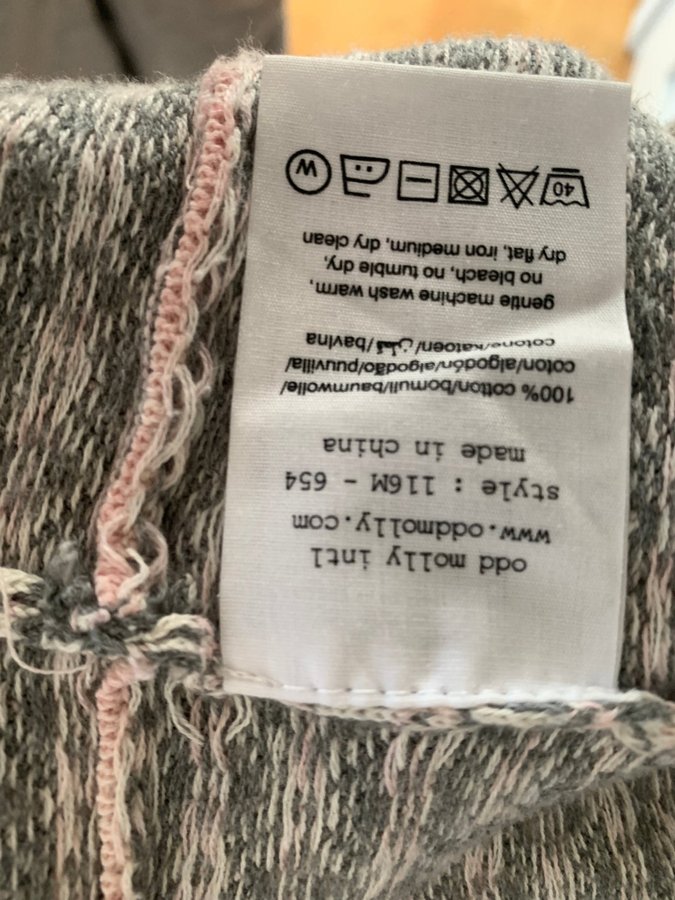 odd molly intl
www.oddmolly.com
style : 116M - 654
made in china
100% cotton/bomull/baumwolle/
coton/algodón/algodão/puuvilla/
cotone/katoen/قطن/bavlna
gentle machine wash warm,
no bleach, no tumble dry,
dry flat, iron medium, dry clean
40 W